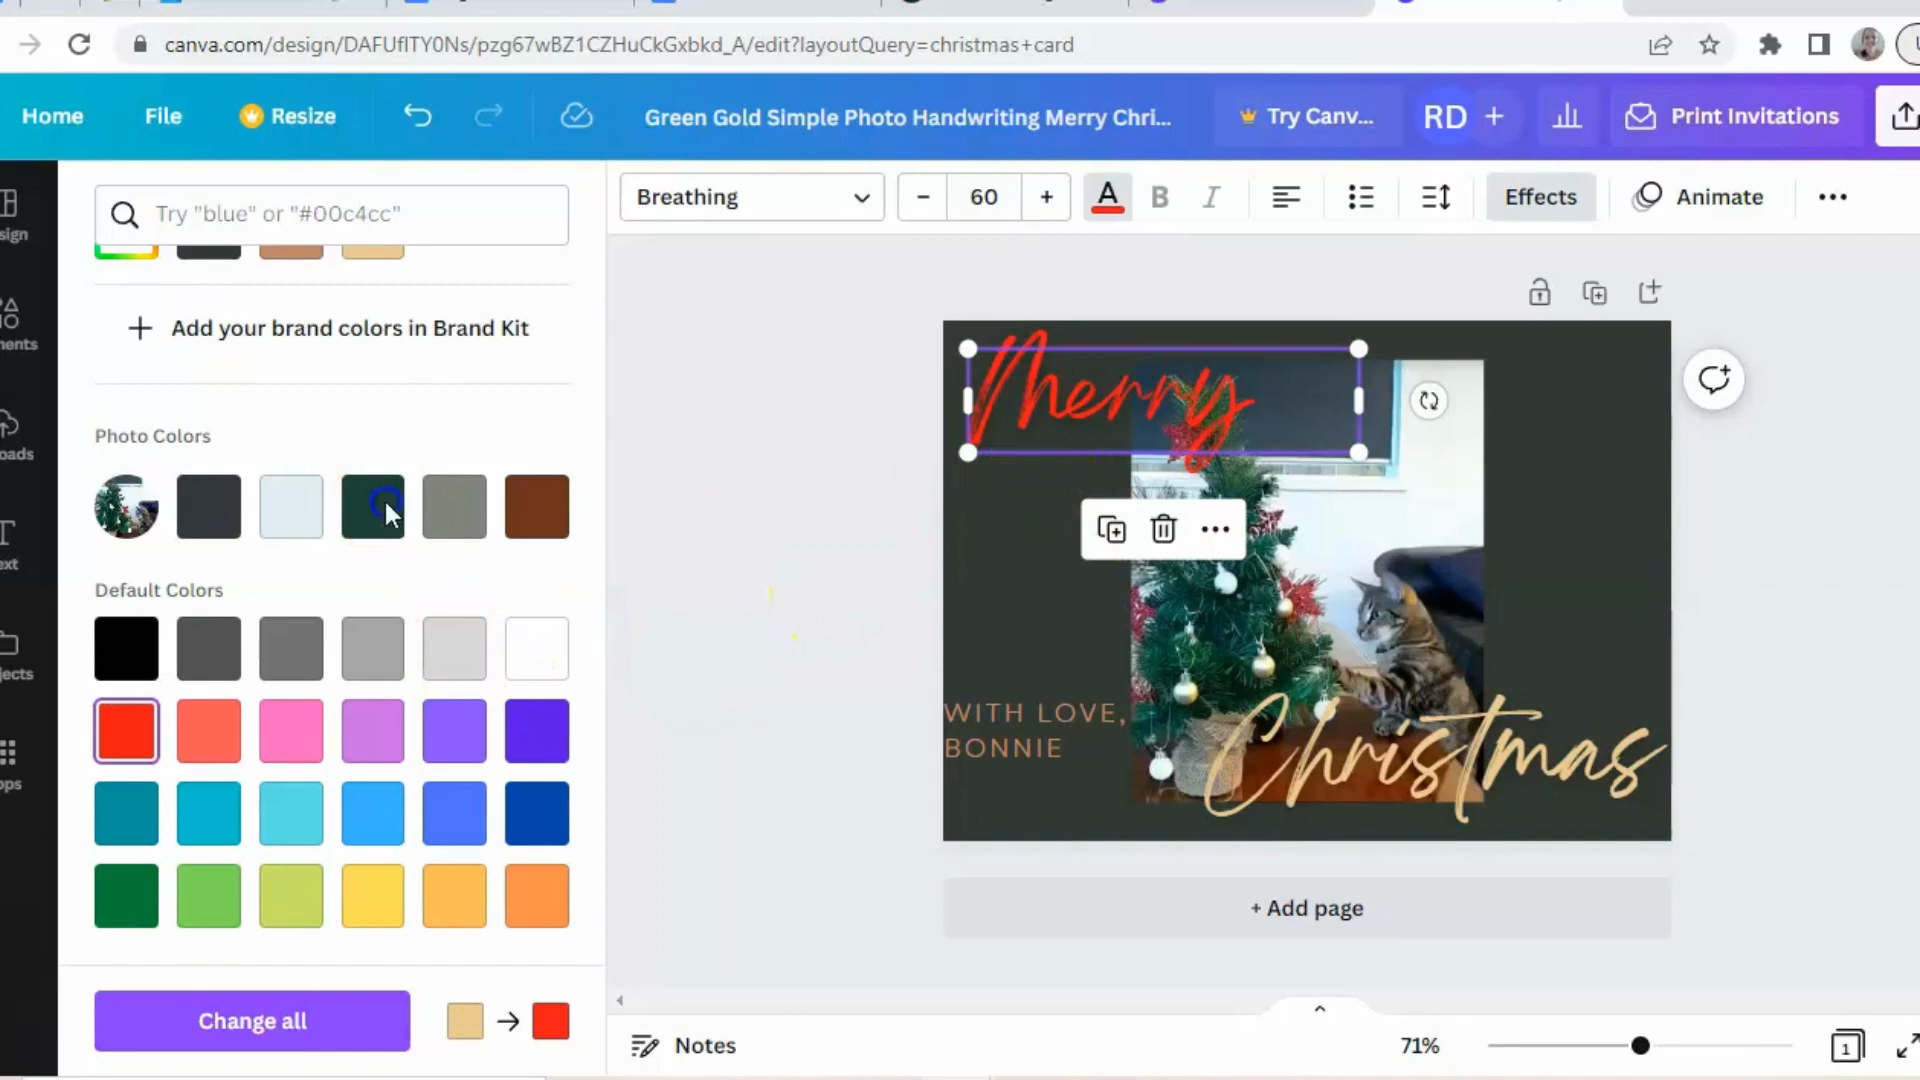 canva.com/design/DAFUflTY0Ns/pzg67wBZ1CZHuCkGxbkd_A/edit?layoutQuery=christmas+card
Home File Resize Green Gold Simple Photo Handwriting Merry Chri... Try Canv... RD + Print Invitations
Try "blue" or "#00c4cc"
Breathing - 60 + A B I Effects Animate
+ Add your brand colors in Brand Kit
Photo Colors
Default Colors
Merry
WITH LOVE,
BONNIE
Christmas
+ Add page
Change all
Notes 71% 1